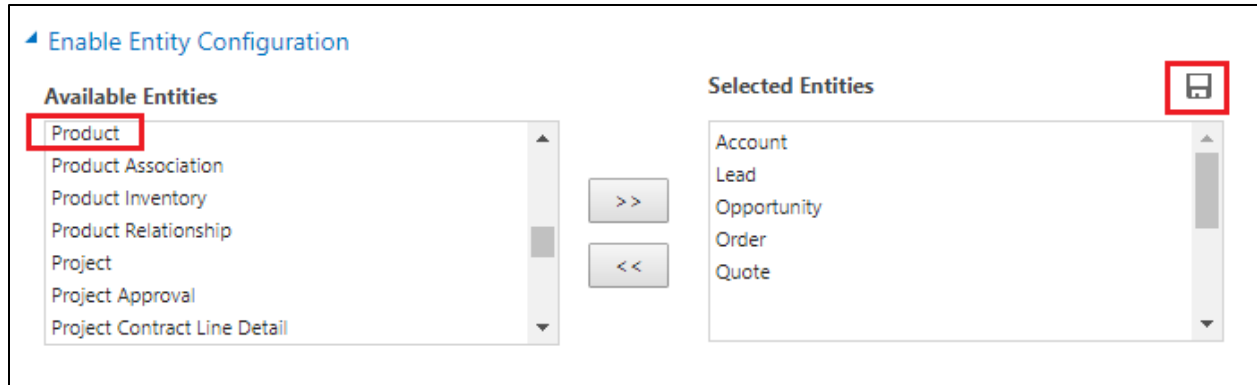 Enable Entity Configuration
Available Entities
Product
Product Association
Product Inventory
Product Relationship
Project
Project Approval
Project Contract Line Detail
>>
<<
Selected Entities
Account
Lead
Opportunity
Order
Quote